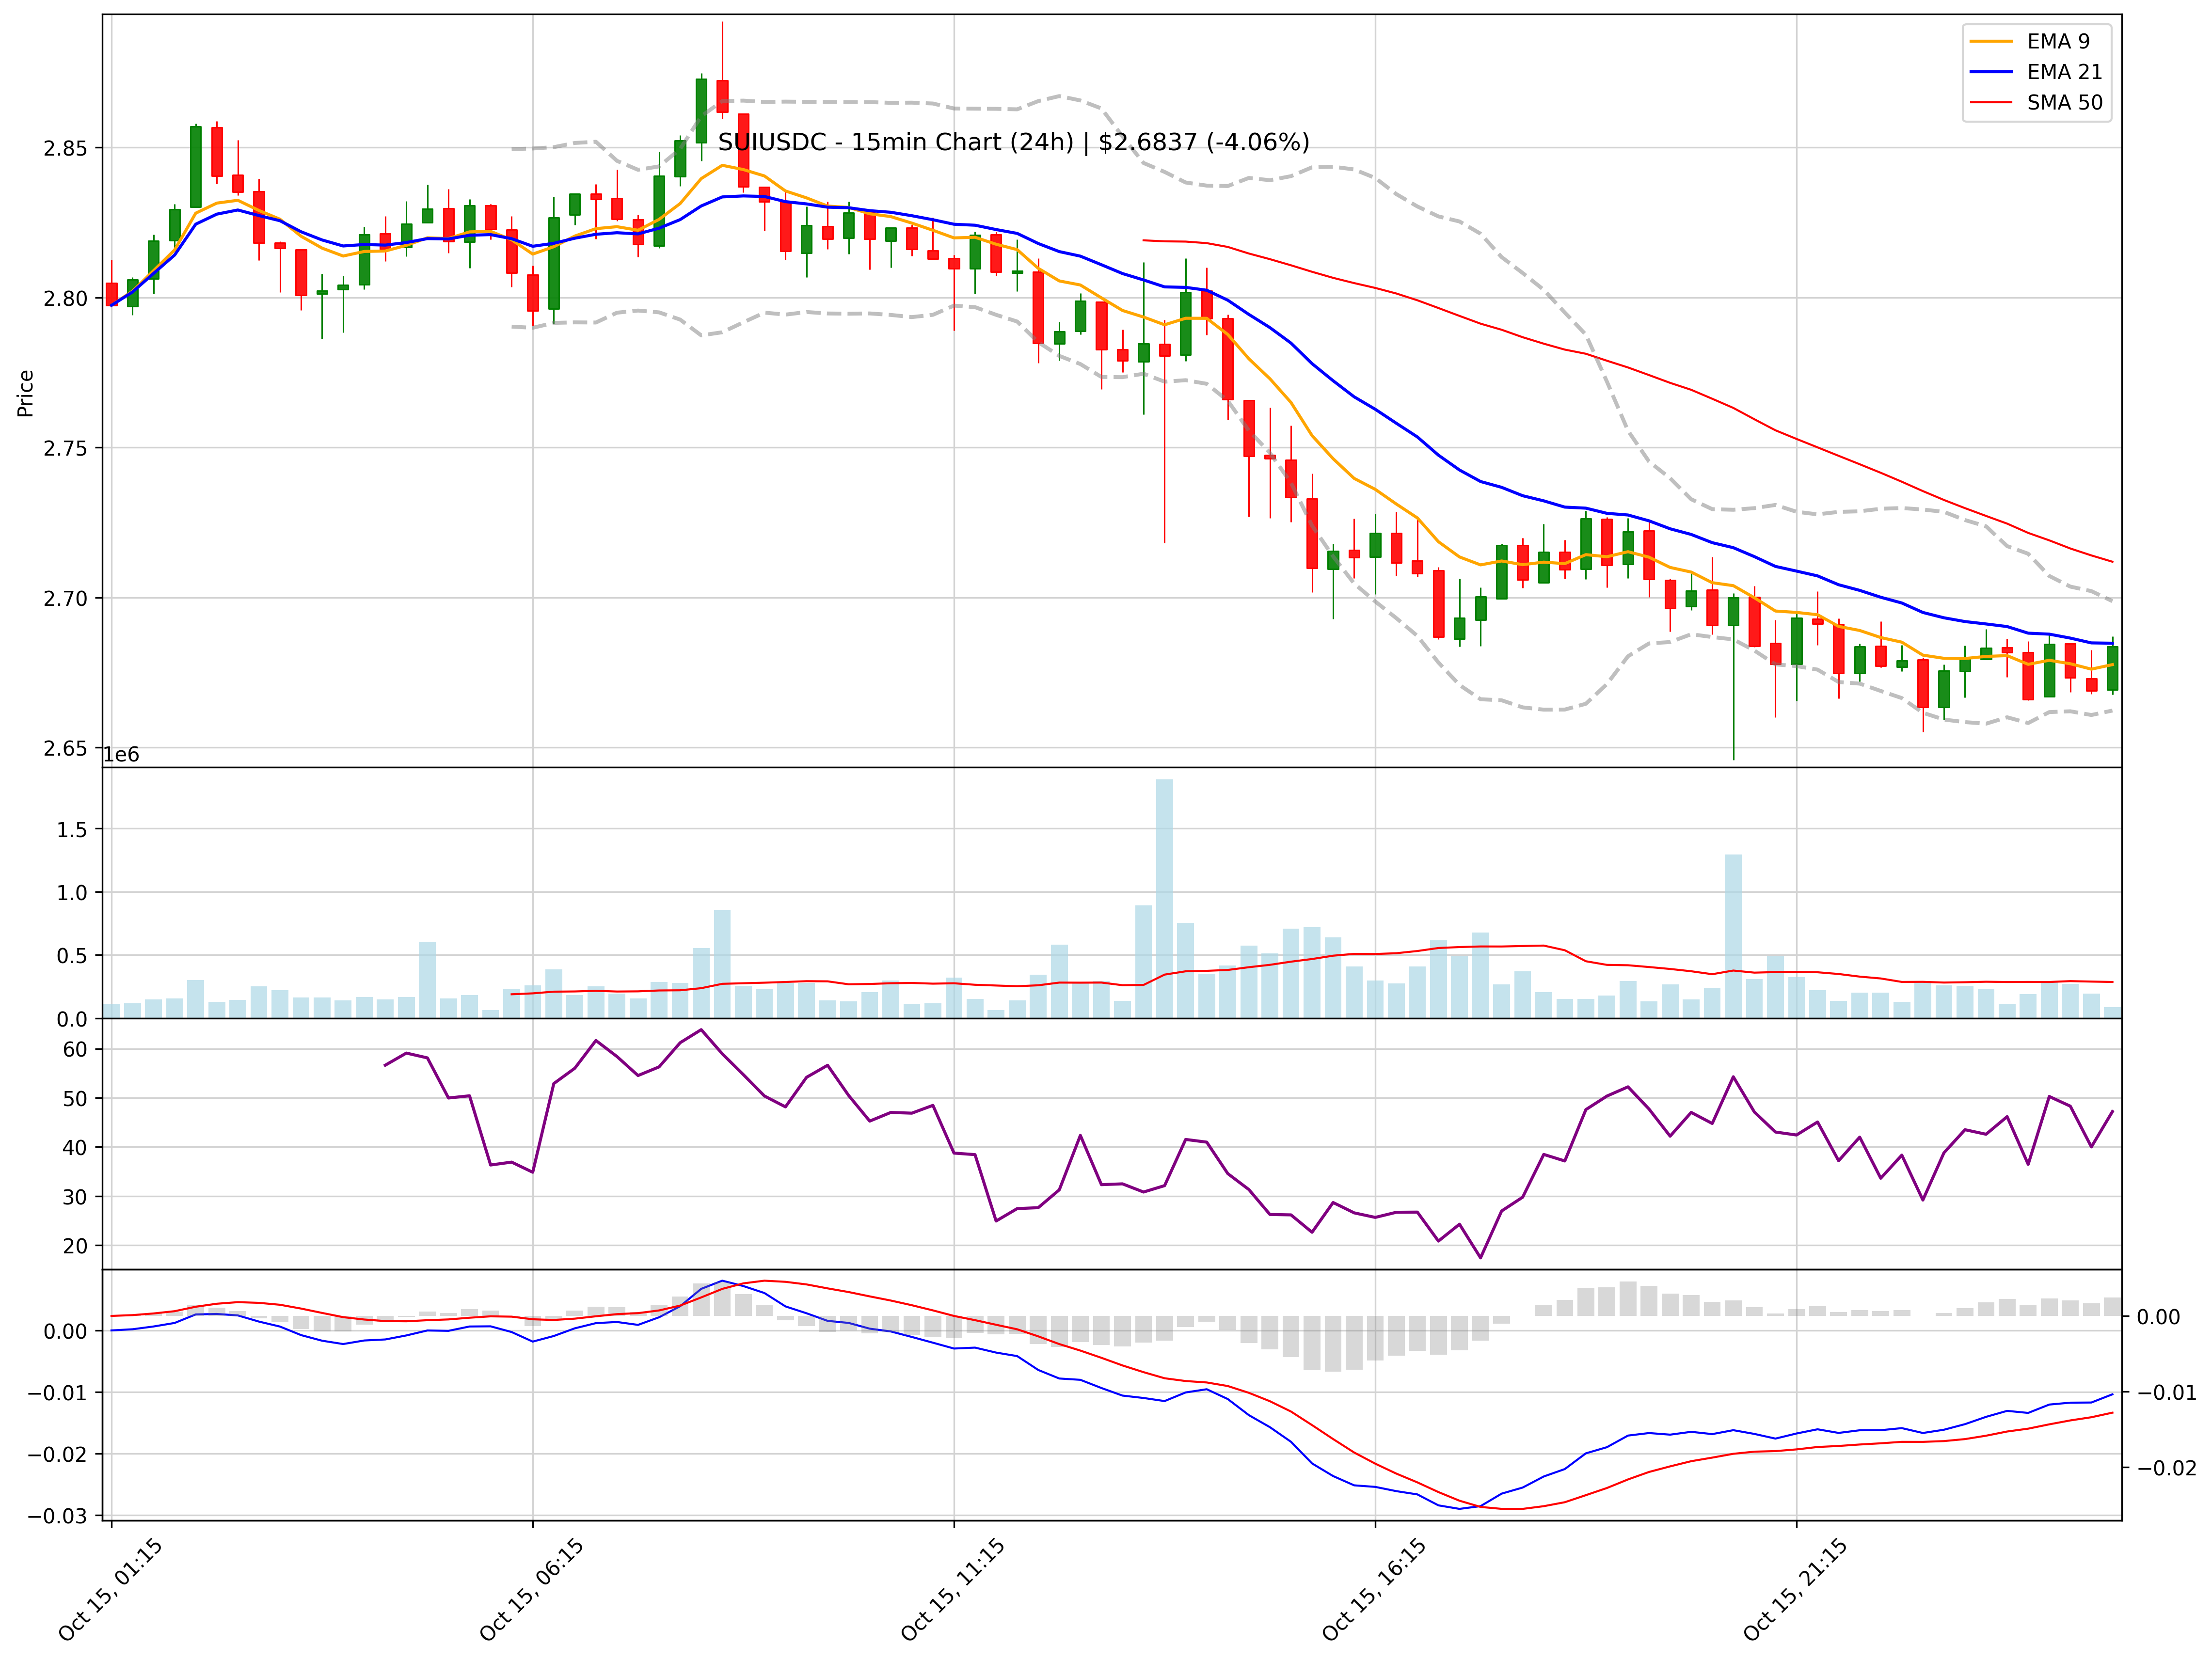 EMA 9
EMA 21
SMA 50
SUIUSDC - 15min Chart (24h) | $2.6837 (-4.06%)
Price
2.85
2.80
2.75
2.70
2.65
1e6
1.5
1.0
0.5
0.0
60
50
40
30
20
0.00
−0.01
−0.02
−0.03
0.00
−0.01
−0.02
Oct 15, 01:15
Oct 15, 06:15
Oct 15, 11:15
Oct 15, 16:15
Oct 15, 21:15